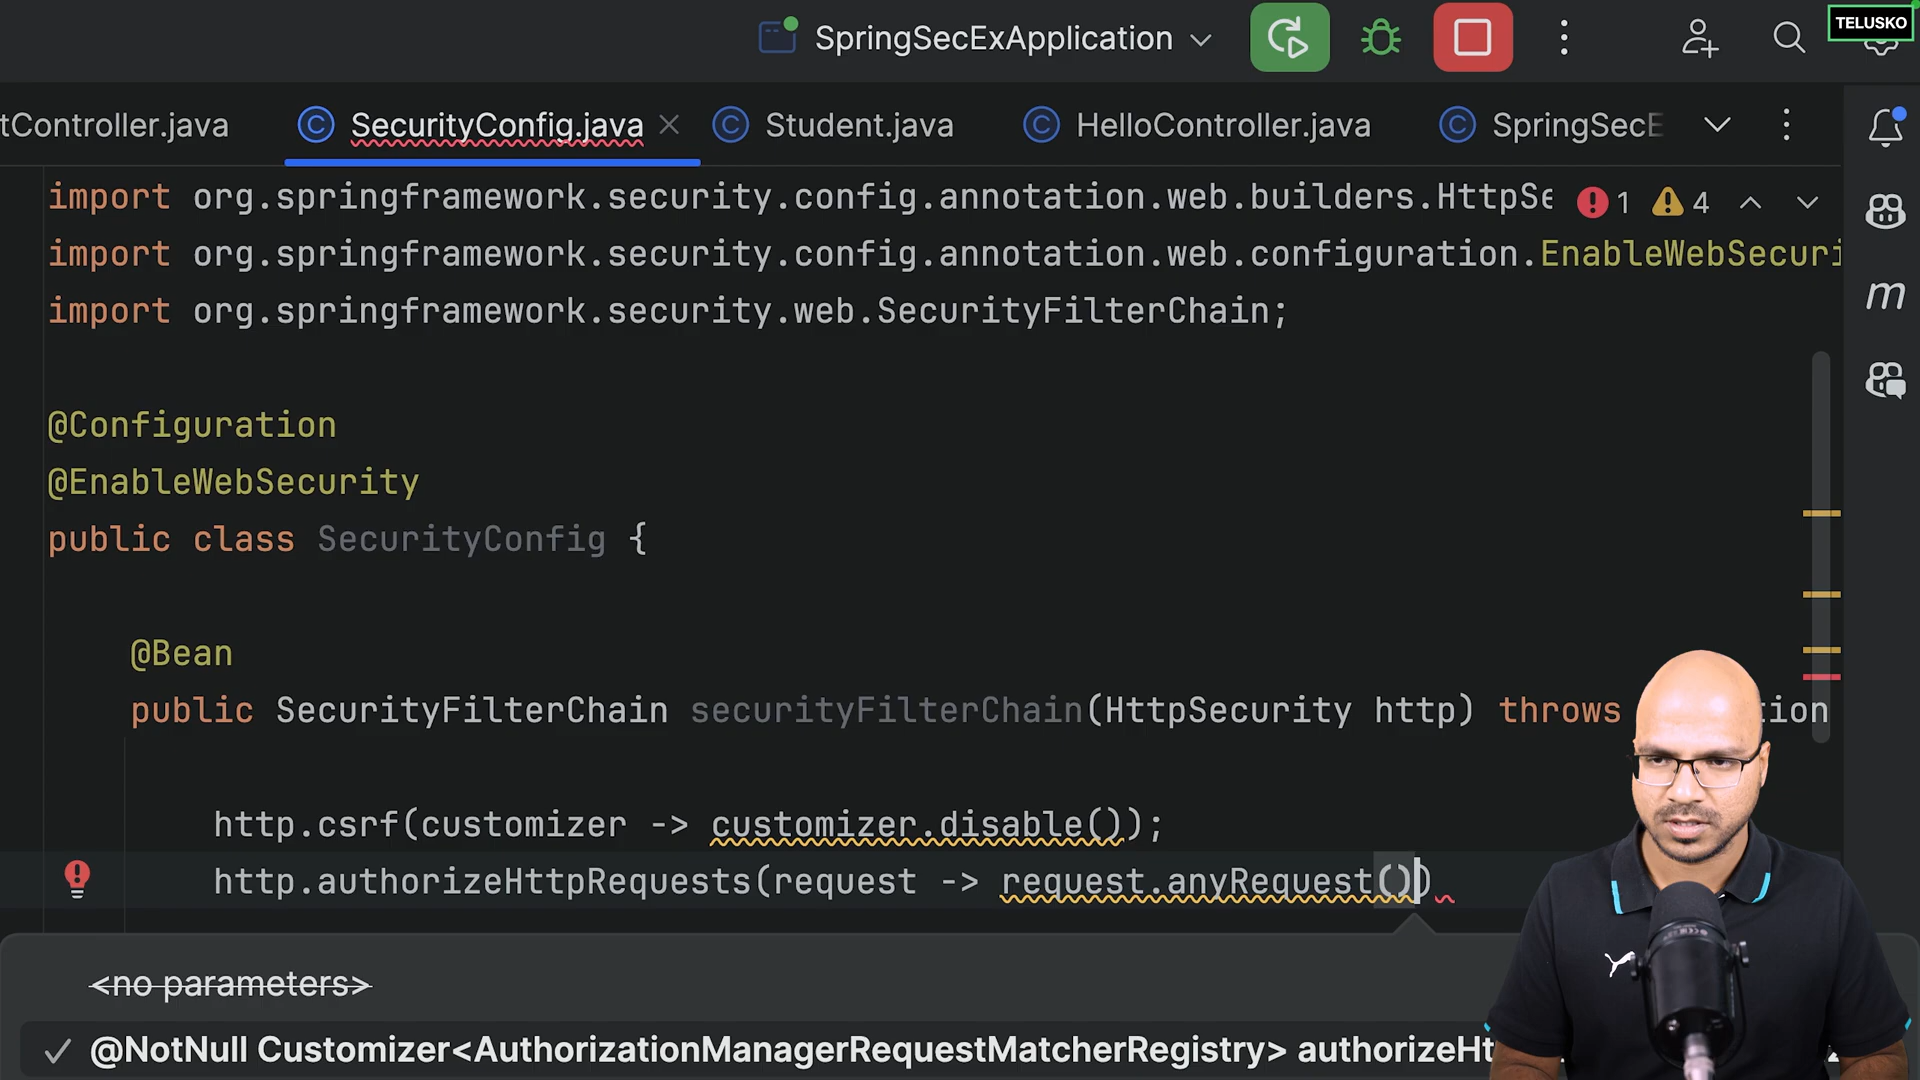 SpringSecExApplication
TELUSKO
tController.java SecurityConfig.java Student.java HelloController.java SpringSecE
import org.springframework.security.config.annotation.web.builders.HttpSe 1 4
import org.springframework.security.config.annotation.web.configuration.EnableWebSecuri
import org.springframework.security.web.SecurityFilterChain;
@Configuration
@EnableWebSecurity
public class SecurityConfig {
@Bean
public SecurityFilterChain securityFilterChain(HttpSecurity http) throws tion
http.csrf(customizer -> customizer.disable());
http.authorizeHttpRequests(request -> request.anyRequest())
<no parameters>
@NotNull Customizer<AuthorizationManagerRequestMatcherRegistry> authorizeHt
m